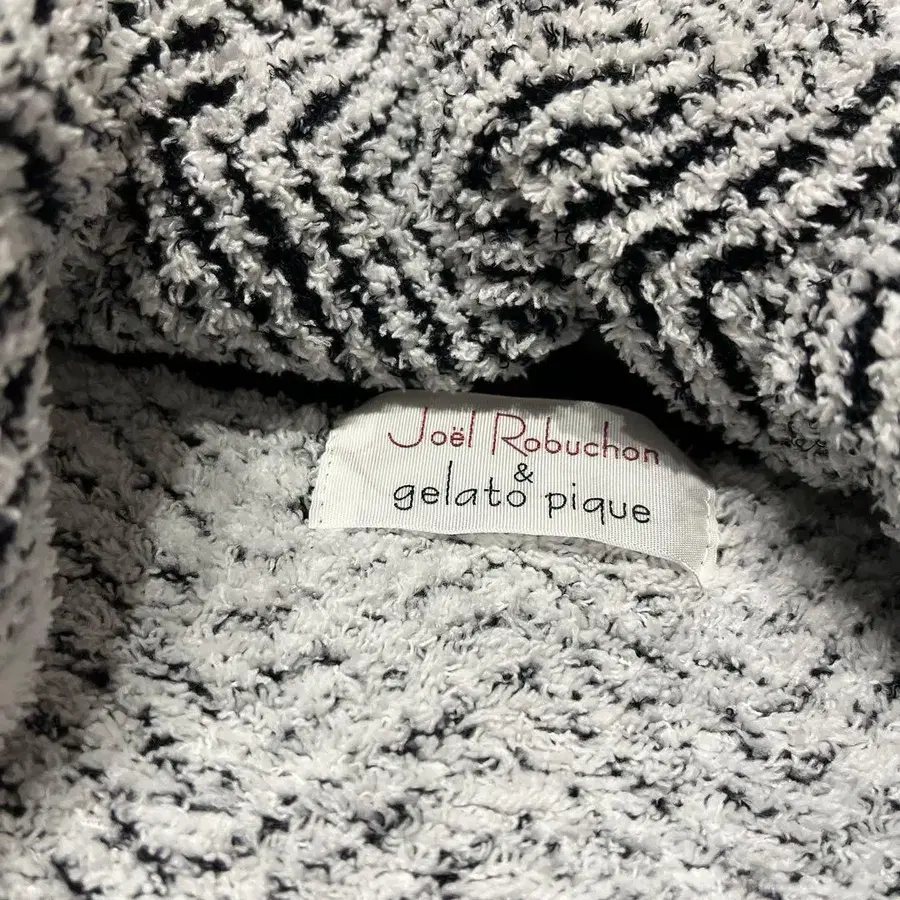 Joël Robuchon
&
gelato pique